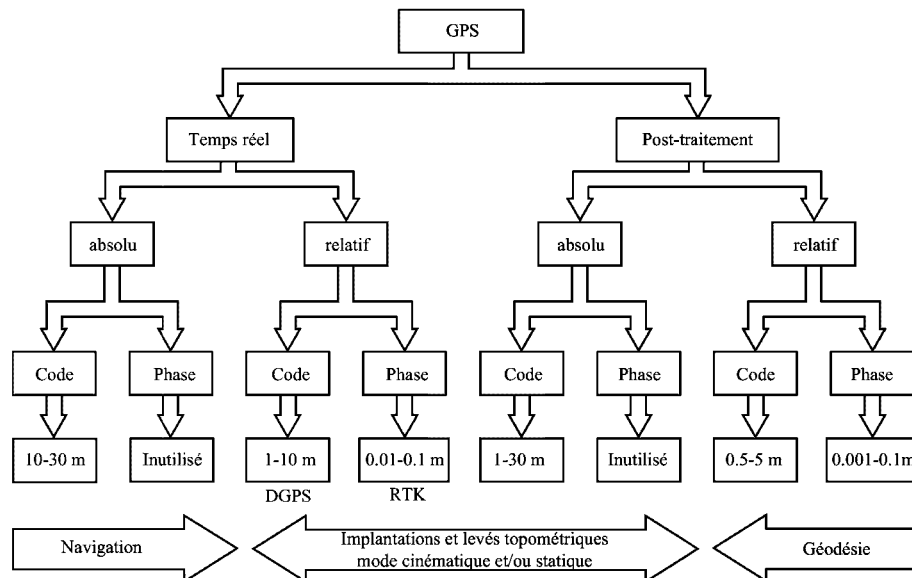 GPS
Temps réel
Post-traitement
absolu
relatif
absolu
relatif
Code
Phase
Code
Phase
Code
Phase
Code
Phase
10-30 m
Inutilisé
1-10 m
0.01-0.1 m
1-30 m
Inutilisé
0.5-5 m
0.001-0.1m
DGPS
RTK
Navigation
Implantations et levés topométriques
mode cinématique et/ou statique
Géodésie